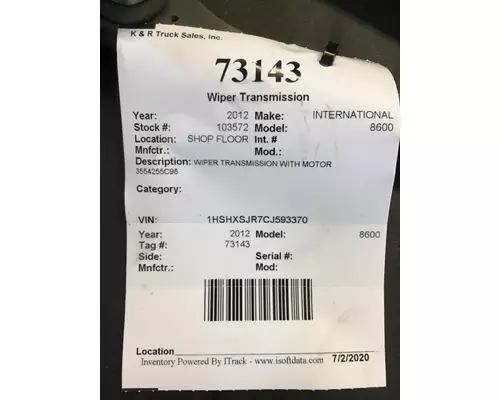 K & R Truck Sales, Inc.
73143
Wiper Transmission
Year: 2012 Make: INTERNATIONAL
Stock #: 103572 Model: 8600
Location: SHOP FLOOR Int. #
Mnfctr.: Mod.:
Description: WIPER TRANSMISSION WITH MOTOR
3554255C98
Category:
VIN: 1HSHXSJR7CJ593370
Year: 2012 Model: 8600
Tag #: 73143
Side: Serial #:
Mnfctr.: Mod:
Location
Inventory Powered By ITrack - www.isoftdata.com 7/2/2020